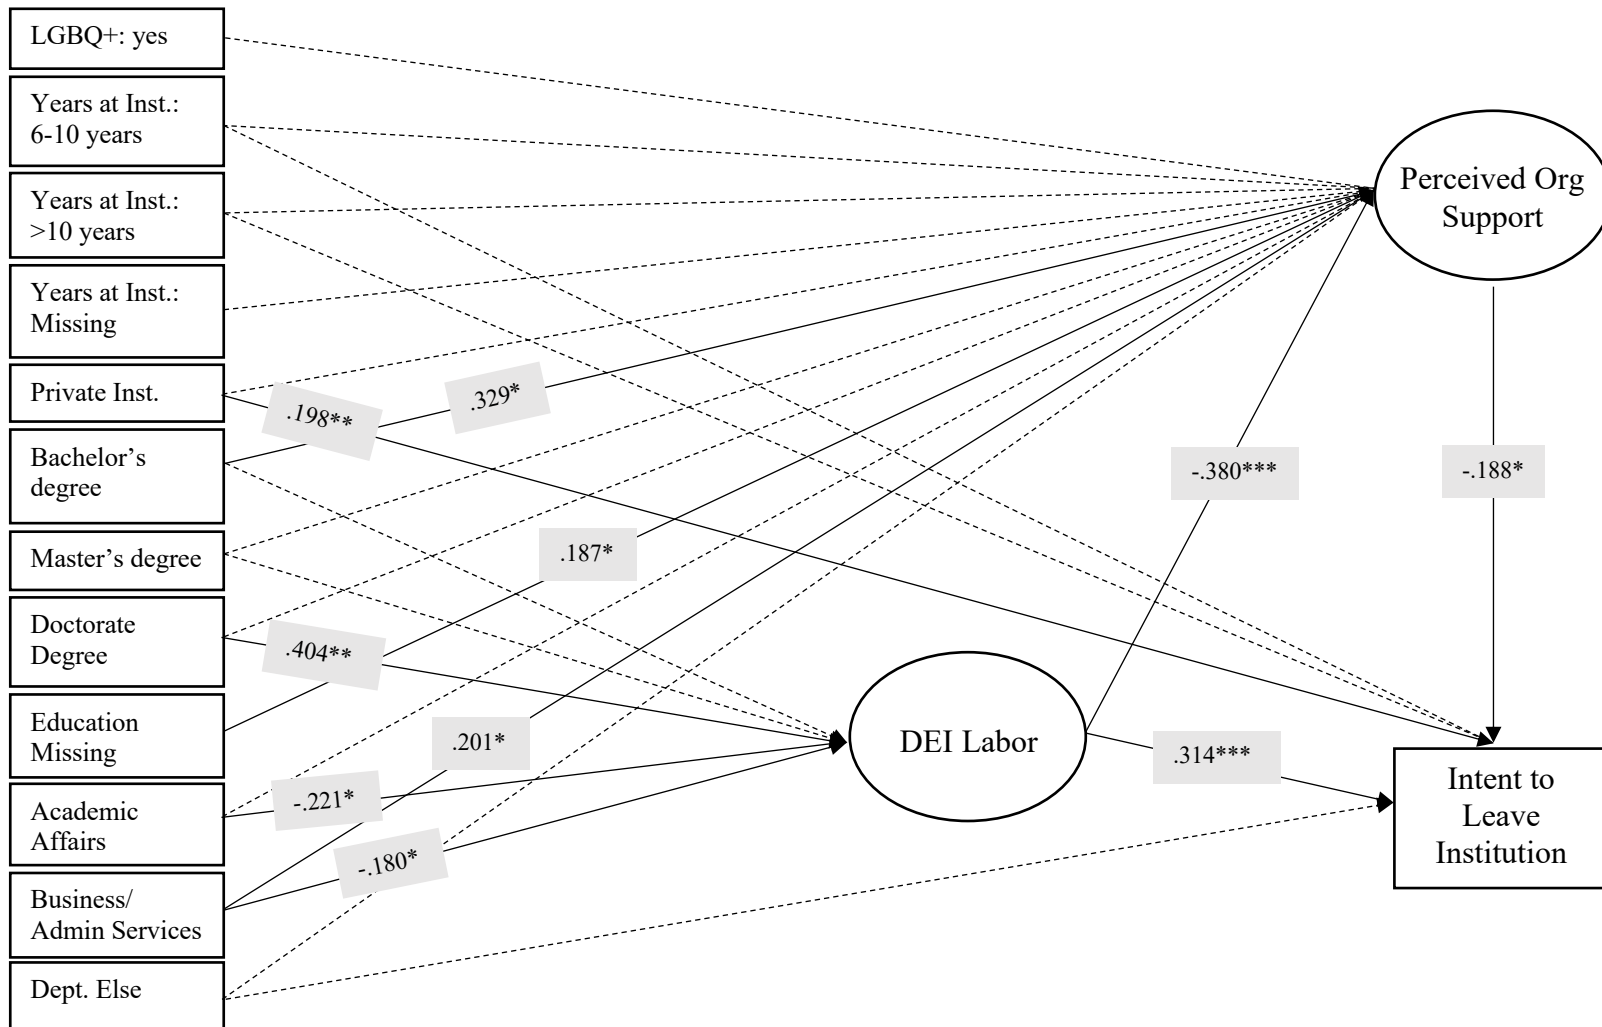 LGBQ+: yes
Years at Inst.:
6-10 years
Years at Inst.:
>10 years
Years at Inst.:
Missing
Private Inst.
Bachelor’s
degree
Master’s degree
Doctorate
Degree
Education
Missing
Academic
Affairs
Business/
Admin Services
Dept. Else
.198**
.329*
.187*
.404**
.201*
-.221*
-.180*
DEI Labor
-.380***
.314***
Perceived Org
Support
-.188*
Intent to
Leave
Institution